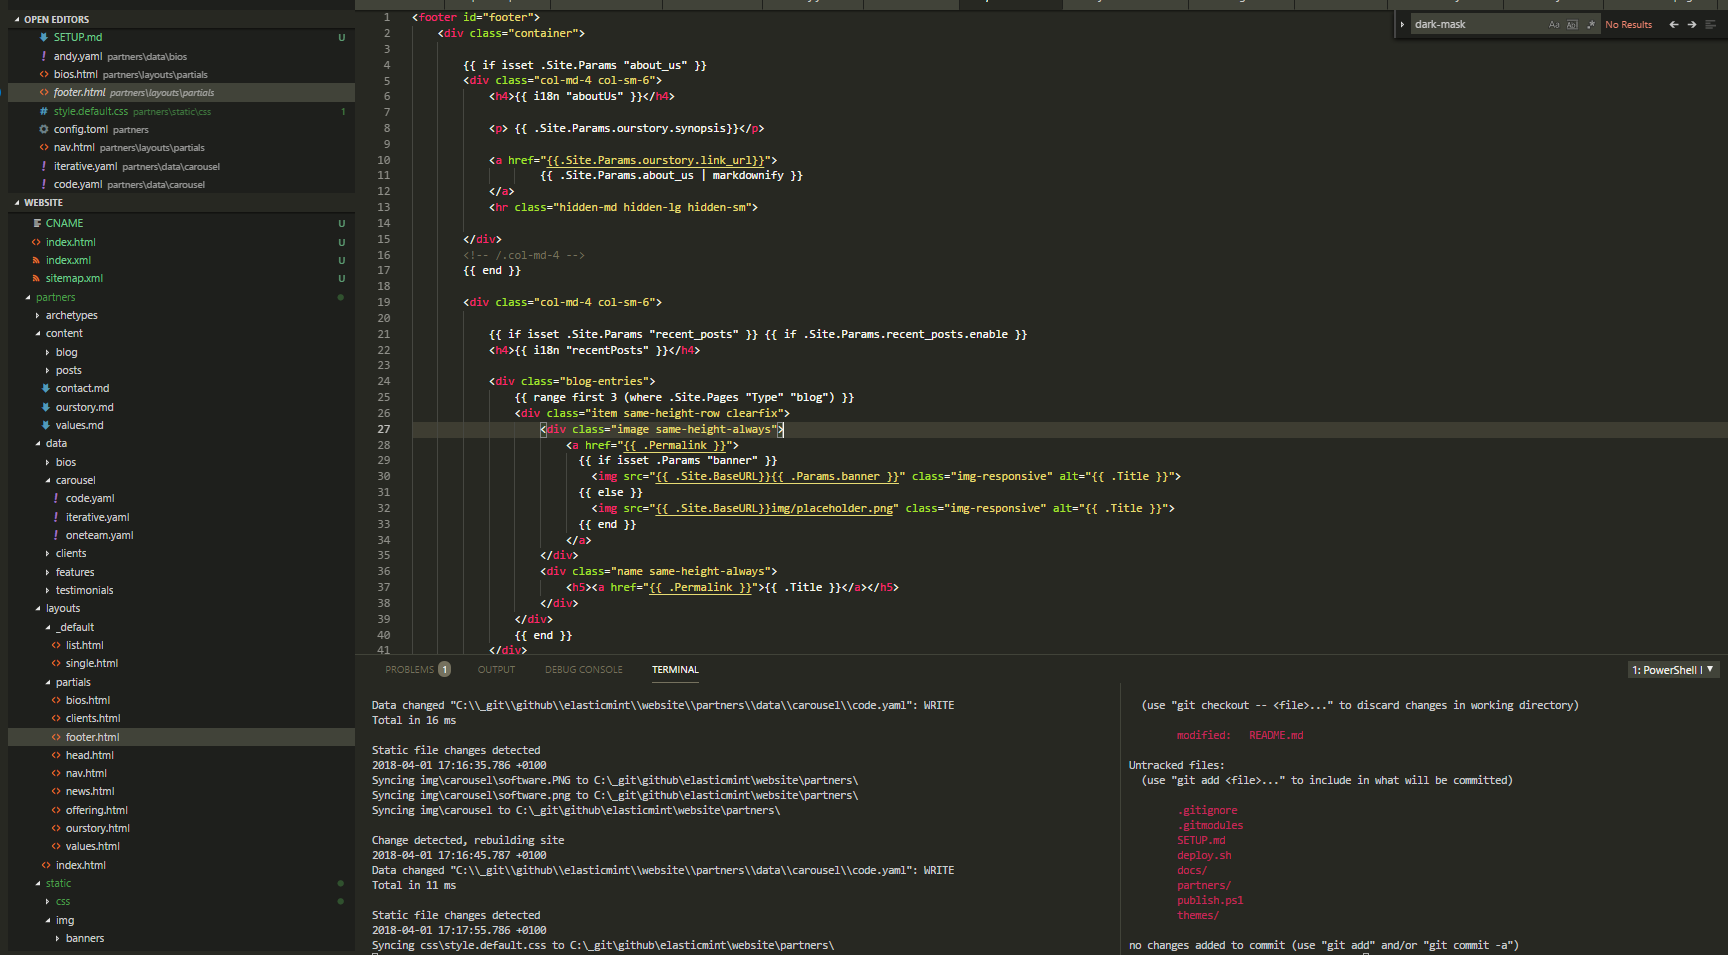 OPEN EDITORS
SETUP.md U
! andy.yaml partners\data\bios
<> bios.html partners\layouts\partials
<> footer.html partners\layouts\partials
# style.default.css partners\static\css 1
config.toml partners
<> nav.html partners\layouts\partials
! iterative.yaml partners\data\carousel
! code.yaml partners\data\carousel
WEBSITE
CNAME U
<> index.html U
index.xml U
sitemap.xml U
partners
archetypes
content
blog
posts
contact.md
ourstory.md
values.md
data
bios
carousel
! code.yaml
! iterative.yaml
! oneteam.yaml
clients
features
testimonials
layouts
_default
<> list.html
<> single.html
partials
<> bios.html
<> clients.html
<> footer.html
<> head.html
<> nav.html
<> news.html
<> offering.html
<> ourstory.html
<> values.html
<> index.html
static
css
img
banners
dark-mask Aa Ab| .* No Results
1 <footer id="footer">
2 <div class="container">
3
4 {{ if isset .Site.Params "about_us" }}
5 <div class="col-md-4 col-sm-6">
6 <h4>{{ i18n "aboutUs" }}</h4>
7
8 <p> {{ .Site.Params.ourstory.synopsis}}</p>
9
10 <a href="{{.Site.Params.ourstory.link_url}}">
11 {{ .Site.Params.about_us | markdownify }}
12 </a>
13 <hr class="hidden-md hidden-lg hidden-sm">
14
15 </div>
16 <!-- /.col-md-4 -->
17 {{ end }}
18
19 <div class="col-md-4 col-sm-6">
20
21 {{ if isset .Site.Params "recent_posts" }} {{ if .Site.Params.recent_posts.enable }}
22 <h4>{{ i18n "recentPosts" }}</h4>
23
24 <div class="blog-entries">
25 {{ range first 3 (where .Site.Pages "Type" "blog") }}
26 <div class="item same-height-row clearfix">
27 <div class="image same-height-always">
28 <a href="{{ .Permalink }}">
29 {{ if isset .Params "banner" }}
30 <img src="{{ .Site.BaseURL}}{{ .Params.banner }}" class="img-responsive" alt="{{ .Title }}">
31 {{ else }}
32 <img src="{{ .Site.BaseURL}}img/placeholder.png" class="img-responsive" alt="{{ .Title }}">
33 {{ end }}
34 </a>
35 </div>
36 <div class="name same-height-always">
37 <h5><a href="{{ .Permalink }}">{{ .Title }}</a></h5>
38 </div>
39 </div>
40 {{ end }}
41 </div>
PROBLEMS 1 OUTPUT DEBUG CONSOLE TERMINAL 1: PowerShell I
Data changed "C:\\_git\\github\\elasticmint\\website\\partners\\data\\carousel\\code.yaml": WRITE
Total in 16 ms
Static file changes detected
2018-04-01 17:16:35.786 +0100
Syncing img\carousel\software.PNG to C:\_git\github\elasticmint\website\partners\
Syncing img\carousel\software.png to C:\_git\github\elasticmint\website\partners\
Syncing img\carousel to C:\_git\github\elasticmint\website\partners\
Change detected, rebuilding site
2018-04-01 17:16:45.787 +0100
Data changed "C:\\_git\\github\\elasticmint\\website\\partners\\data\\carousel\\code.yaml": WRITE
Total in 11 ms
Static file changes detected
2018-04-01 17:17:55.786 +0100
Syncing css\style.default.css to C:\_git\github\elasticmint\website\partners\
(use "git checkout -- <file>..." to discard changes in working directory)
modified: README.md
Untracked files:
(use "git add <file>..." to include in what will be committed)
.gitignore
.gitmodules
SETUP.md
deploy.sh
docs/
partners/
publish.ps1
themes/
no changes added to commit (use "git add" and/or "git commit -a")